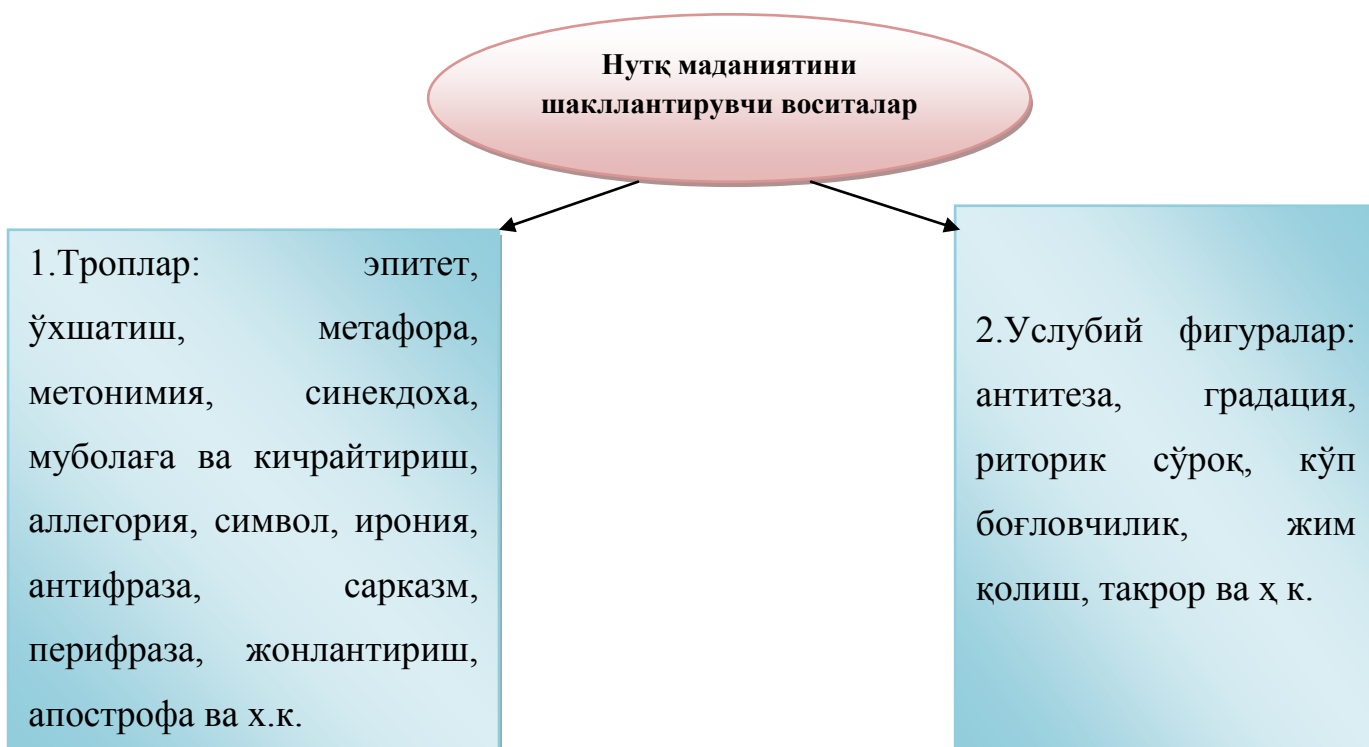 Нутқ маданиятини
шакллантирувчи воситалар
1.Троплар: эпитет,
ўхшатиш, метафора,
метонимия, синекдоха,
муболаға ва кичрайтириш,
аллегория, символ, ирония,
антифраза, сарказм,
перифраза, жонлантириш,
апострофа ва х.к.
2.Услубий фигуралар:
антитеза, градация,
риторик сўроқ, кўп
боғловчилик, жим
қолиш, такрор ва ҳ к.